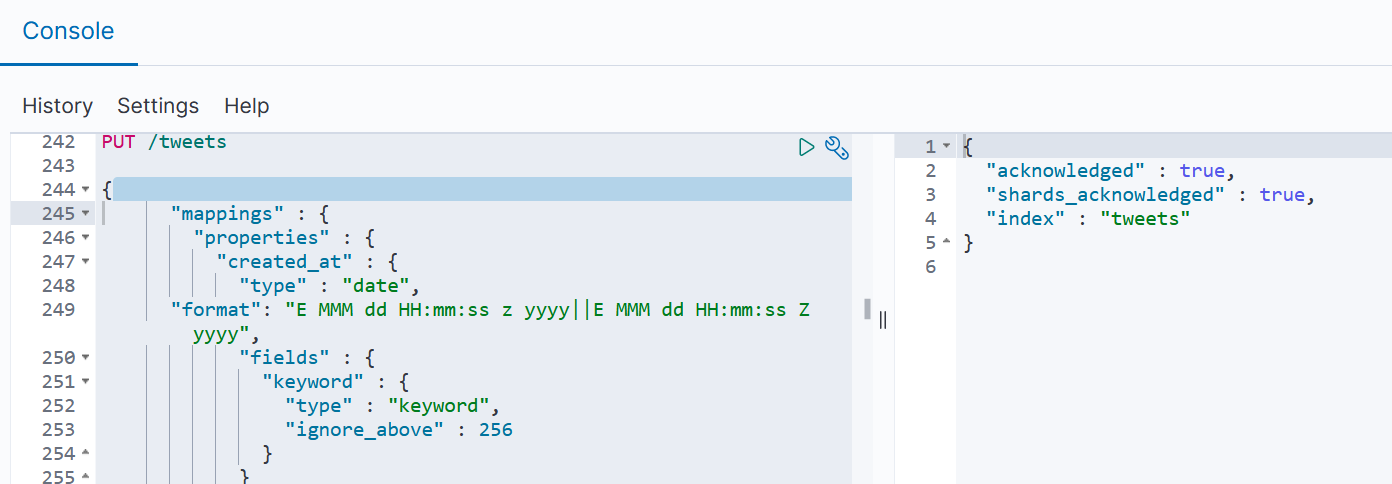 Console
History Settings Help
242 PUT /tweets
243
244 {
245 "mappings" : {
246 "properties" : {
247 "created_at" : {
248 "type" : "date",
249 "format": "E MMM dd HH:mm:ss z yyyy||E MMM dd HH:mm:ss Z
yyyy",
250 "fields" : {
251 "keyword" : {
252 "type" : "keyword",
253 "ignore_above" : 256
254 }
255 }
1 {
2 "acknowledged" : true,
3 "shards_acknowledged" : true,
4 "index" : "tweets"
5 }
6